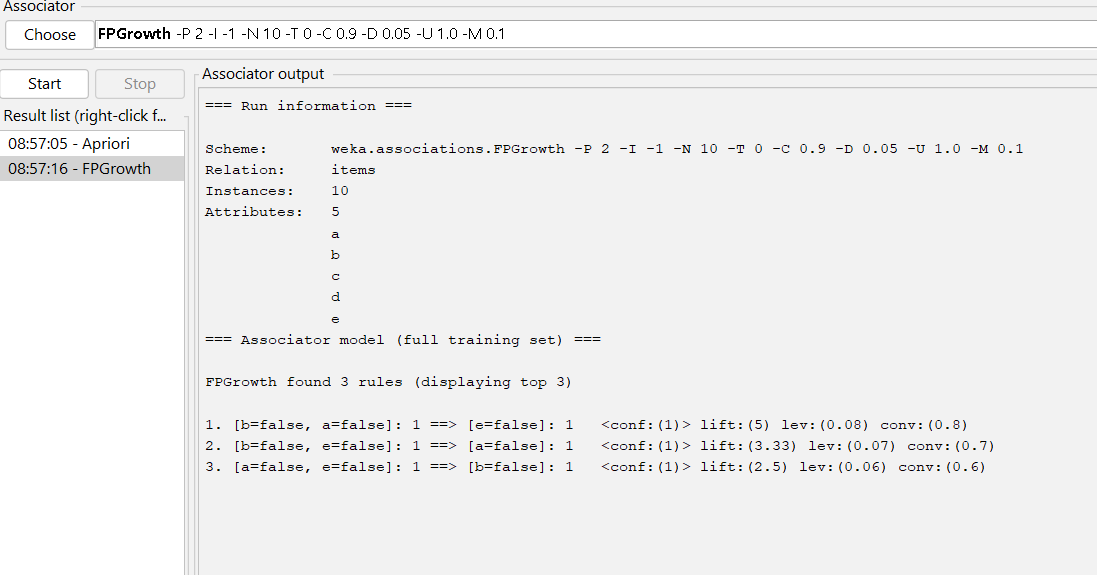 Associator
Choose
FPGrowth -P 2 -I -1 -N 10 -T 0 -C 0.9 -D 0.05 -U 1.0 -M 0.1
Start
Stop
Result list (right-click f...
08:57:05 - Apriori
08:57:16 - FPGrowth
Associator output
=== Run information ===
Scheme: weka.associations.FPGrowth -P 2 -I -1 -N 10 -T 0 -C 0.9 -D 0.05 -U 1.0 -M 0.1
Relation: items
Instances: 10
Attributes: 5
a
b
c
d
e
=== Associator model (full training set) ===
FPGrowth found 3 rules (displaying top 3)
1. [b=false, a=false]: 1 ==> [e=false]: 1 <conf:(1)> lift:(5) lev:(0.08) conv:(0.8)
2. [b=false, e=false]: 1 ==> [a=false]: 1 <conf:(1)> lift:(3.33) lev:(0.07) conv:(0.7)
3. [a=false, e=false]: 1 ==> [b=false]: 1 <conf:(1)> lift:(2.5) lev:(0.06) conv:(0.6)